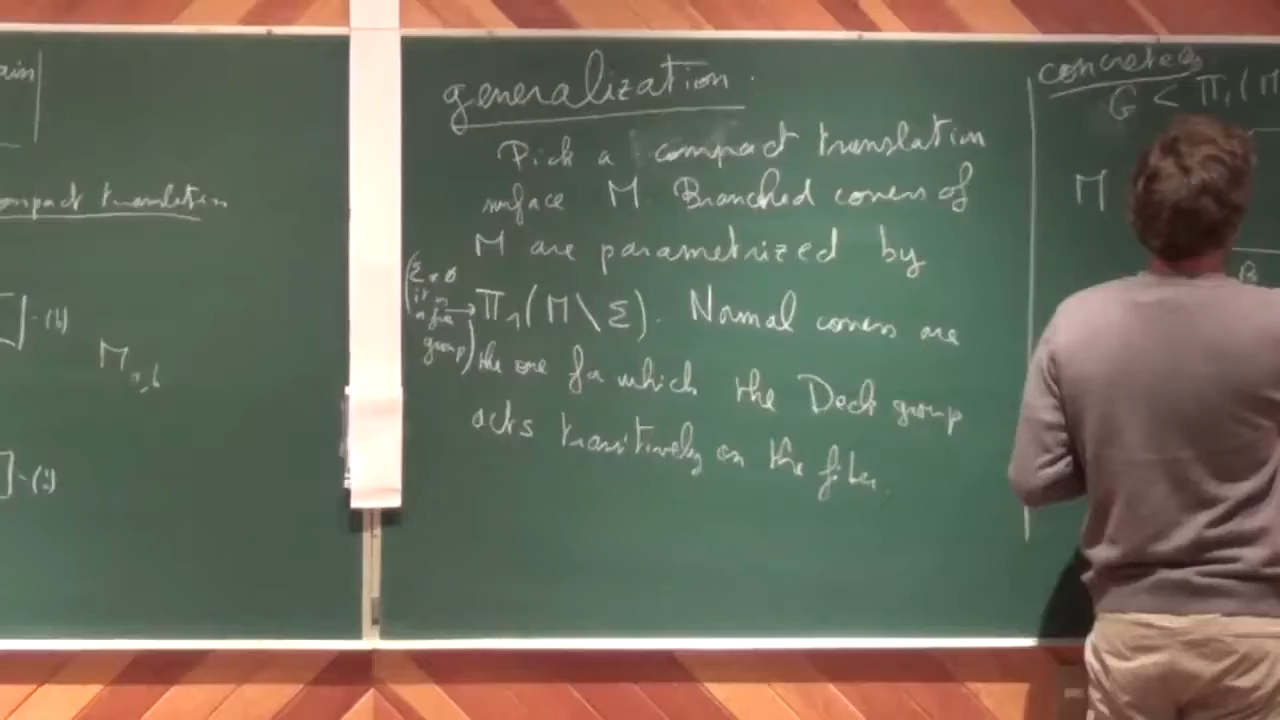 compact translation
(b)
M a,b
(i)
generalization.
Pick a compact translation
surface M. Branched covers of
M are parametrized by
(Σ ≠ ∅
it is
a free
group)
→ Π₁(M \ Σ). Normal covers are
the one for which the Deck group
acts transitively on the fiber.
G < Π₁(M
M
B